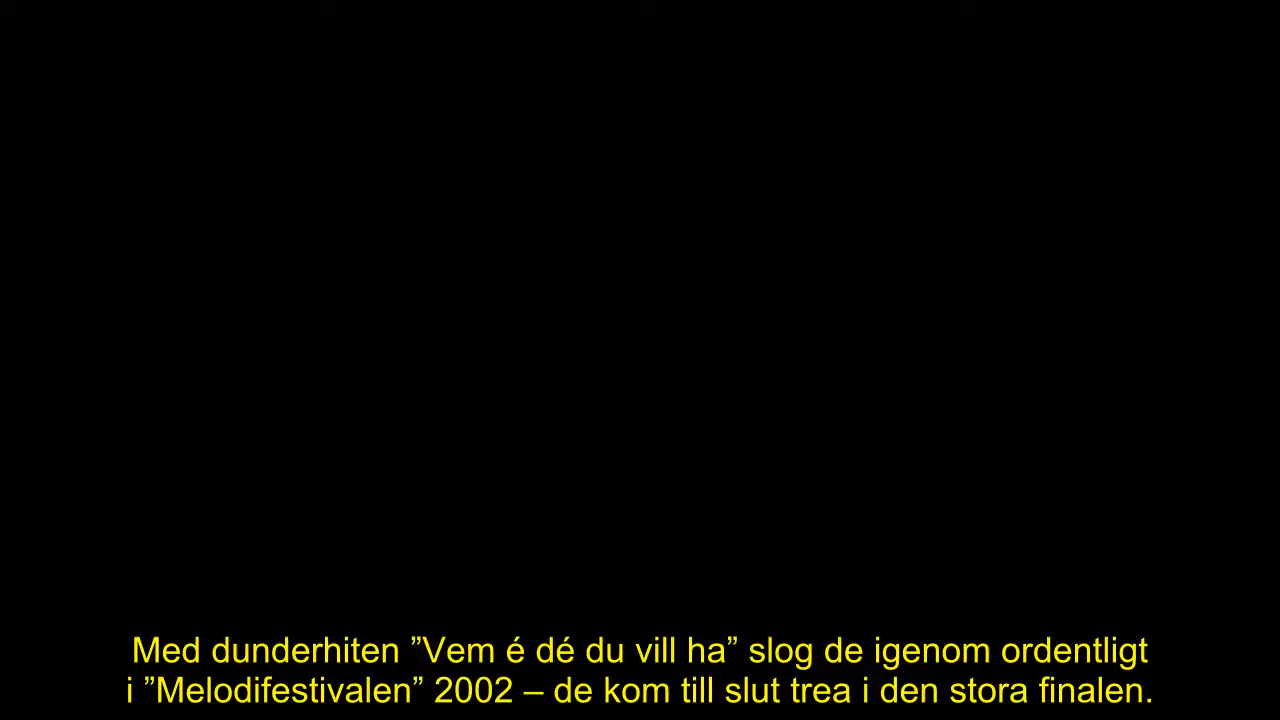 Med dunderhiten ”Vem é dé du vill ha” slog de igenom ordentligt
i ”Melodifestivalen” 2002 – de kom till slut trea i den stora finalen.